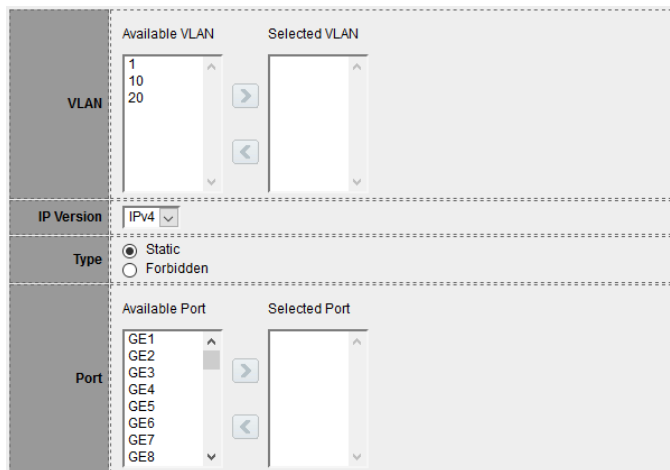 Available VLAN Selected VLAN
VLAN
1
10
20
IP Version IPv4
Type
Static
Forbidden
Available Port Selected Port
Port
GE1
GE2
GE3
GE4
GE5
GE6
GE7
GE8